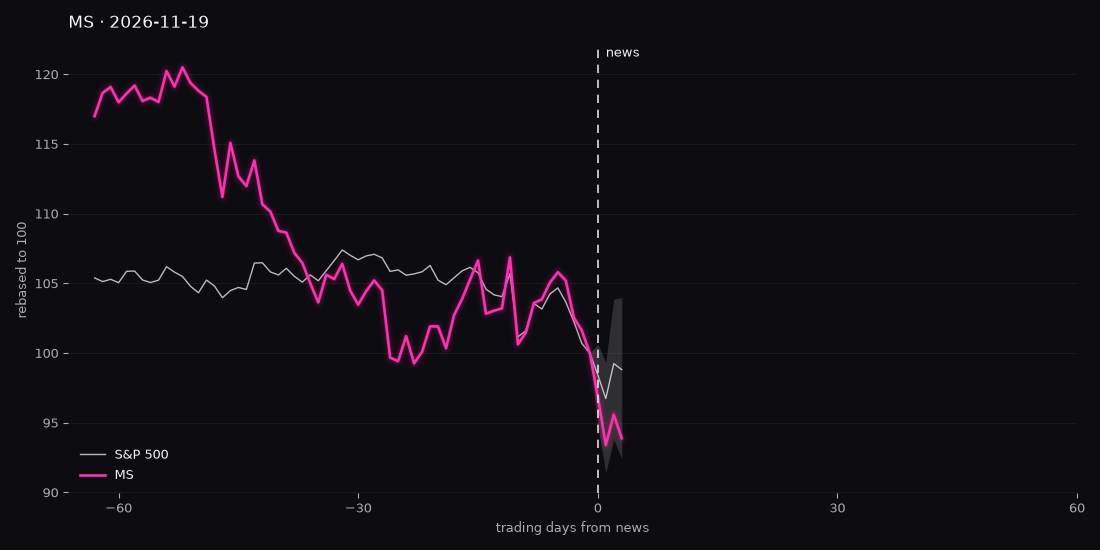 MS · 2026-11-19
news
120
115
110
105
100
95
90
rebased to 100
S&P 500
MS
−60
−30
0
30
60
trading days from news